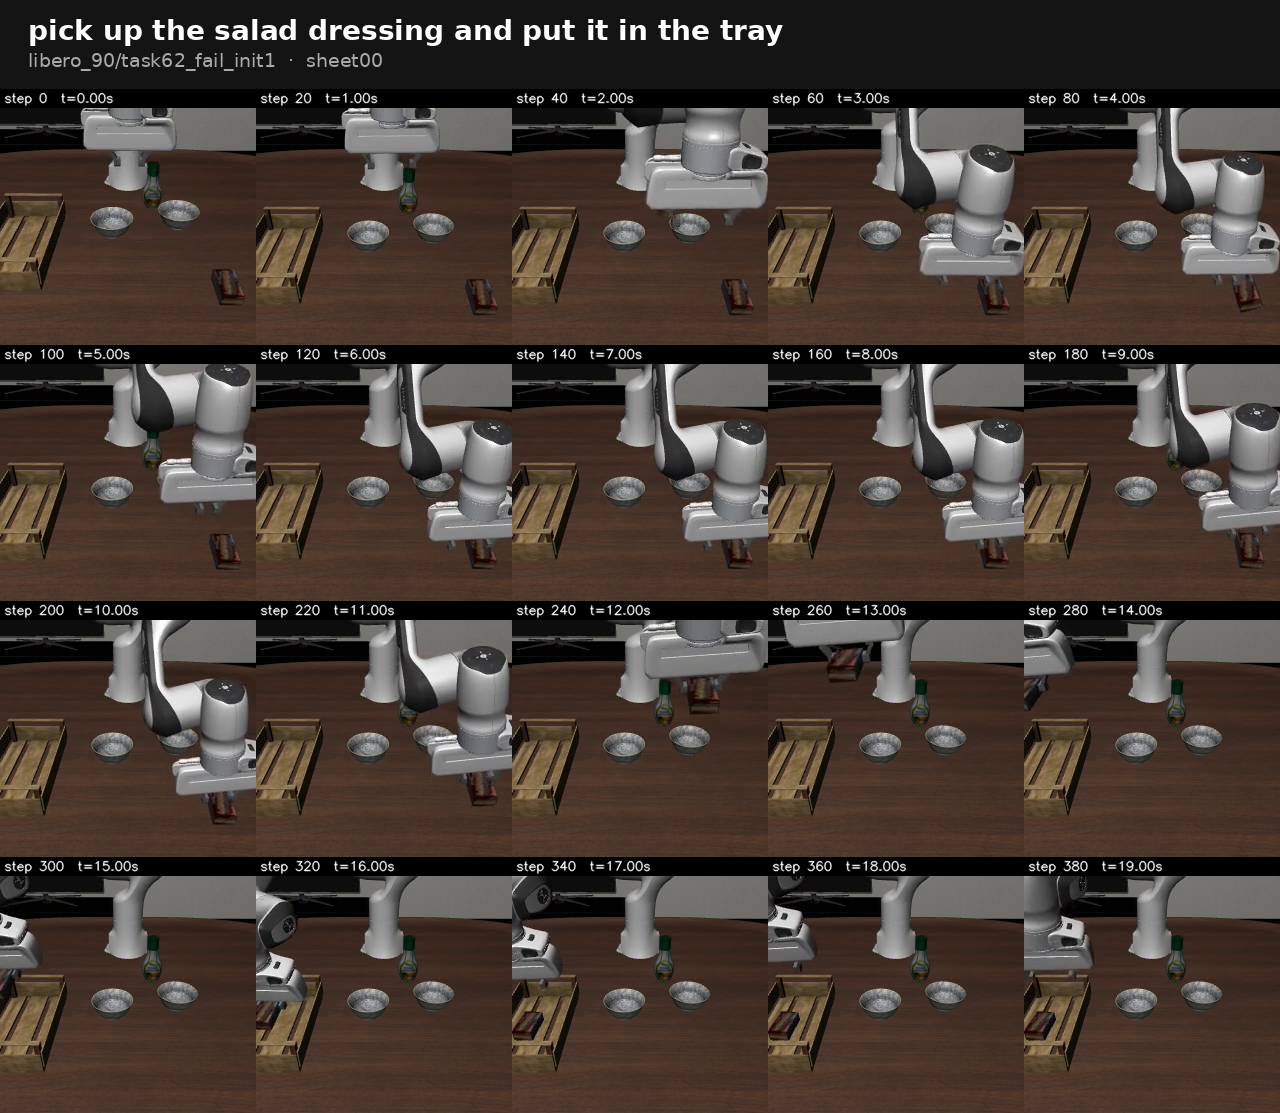 pick up the salad dressing and put it in the tray
libero_90/task62_fail_init1 · sheet00
step 0 t=0.00s
step 20 t=1.00s
step 40 t=2.00s
step 60 t=3.00s
step 80 t=4.00s
step 100 t=5.00s
step 120 t=6.00s
step 140 t=7.00s
step 160 t=8.00s
step 180 t=9.00s
step 200 t=10.00s
step 220 t=11.00s
step 240 t=12.00s
step 260 t=13.00s
step 280 t=14.00s
step 300 t=15.00s
step 320 t=16.00s
step 340 t=17.00s
step 360 t=18.00s
step 380 t=19.00s